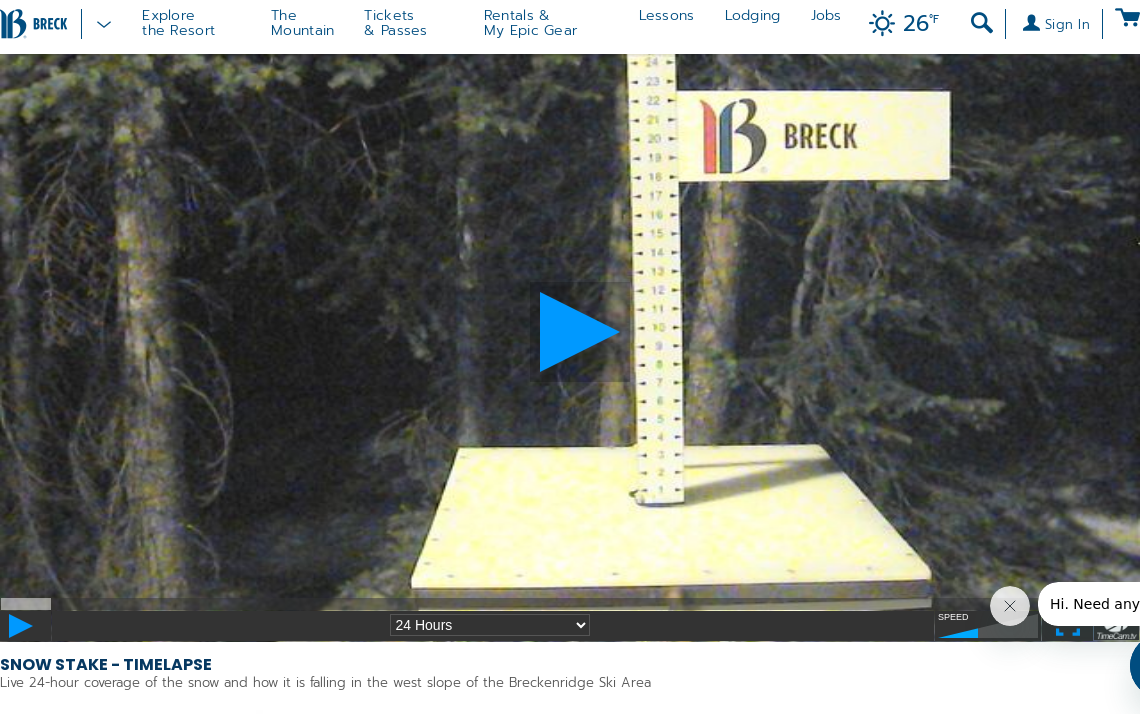 BRECK
Explore
the Resort
The
Mountain
Tickets
& Passes
Rentals &
My Epic Gear
Lessons
Lodging
Jobs
26°F
Sign In
24
23
22
21
20
19
18
17
16
15
14
13
12
11
10
9
8
7
6
5
4
3
2
1
BRECK
24 Hours
SPEED
Hi. Need any
TimeCam.tv
SNOW STAKE - TIMELAPSE
Live 24-hour coverage of the snow and how it is falling in the west slope of the Breckenridge Ski Area